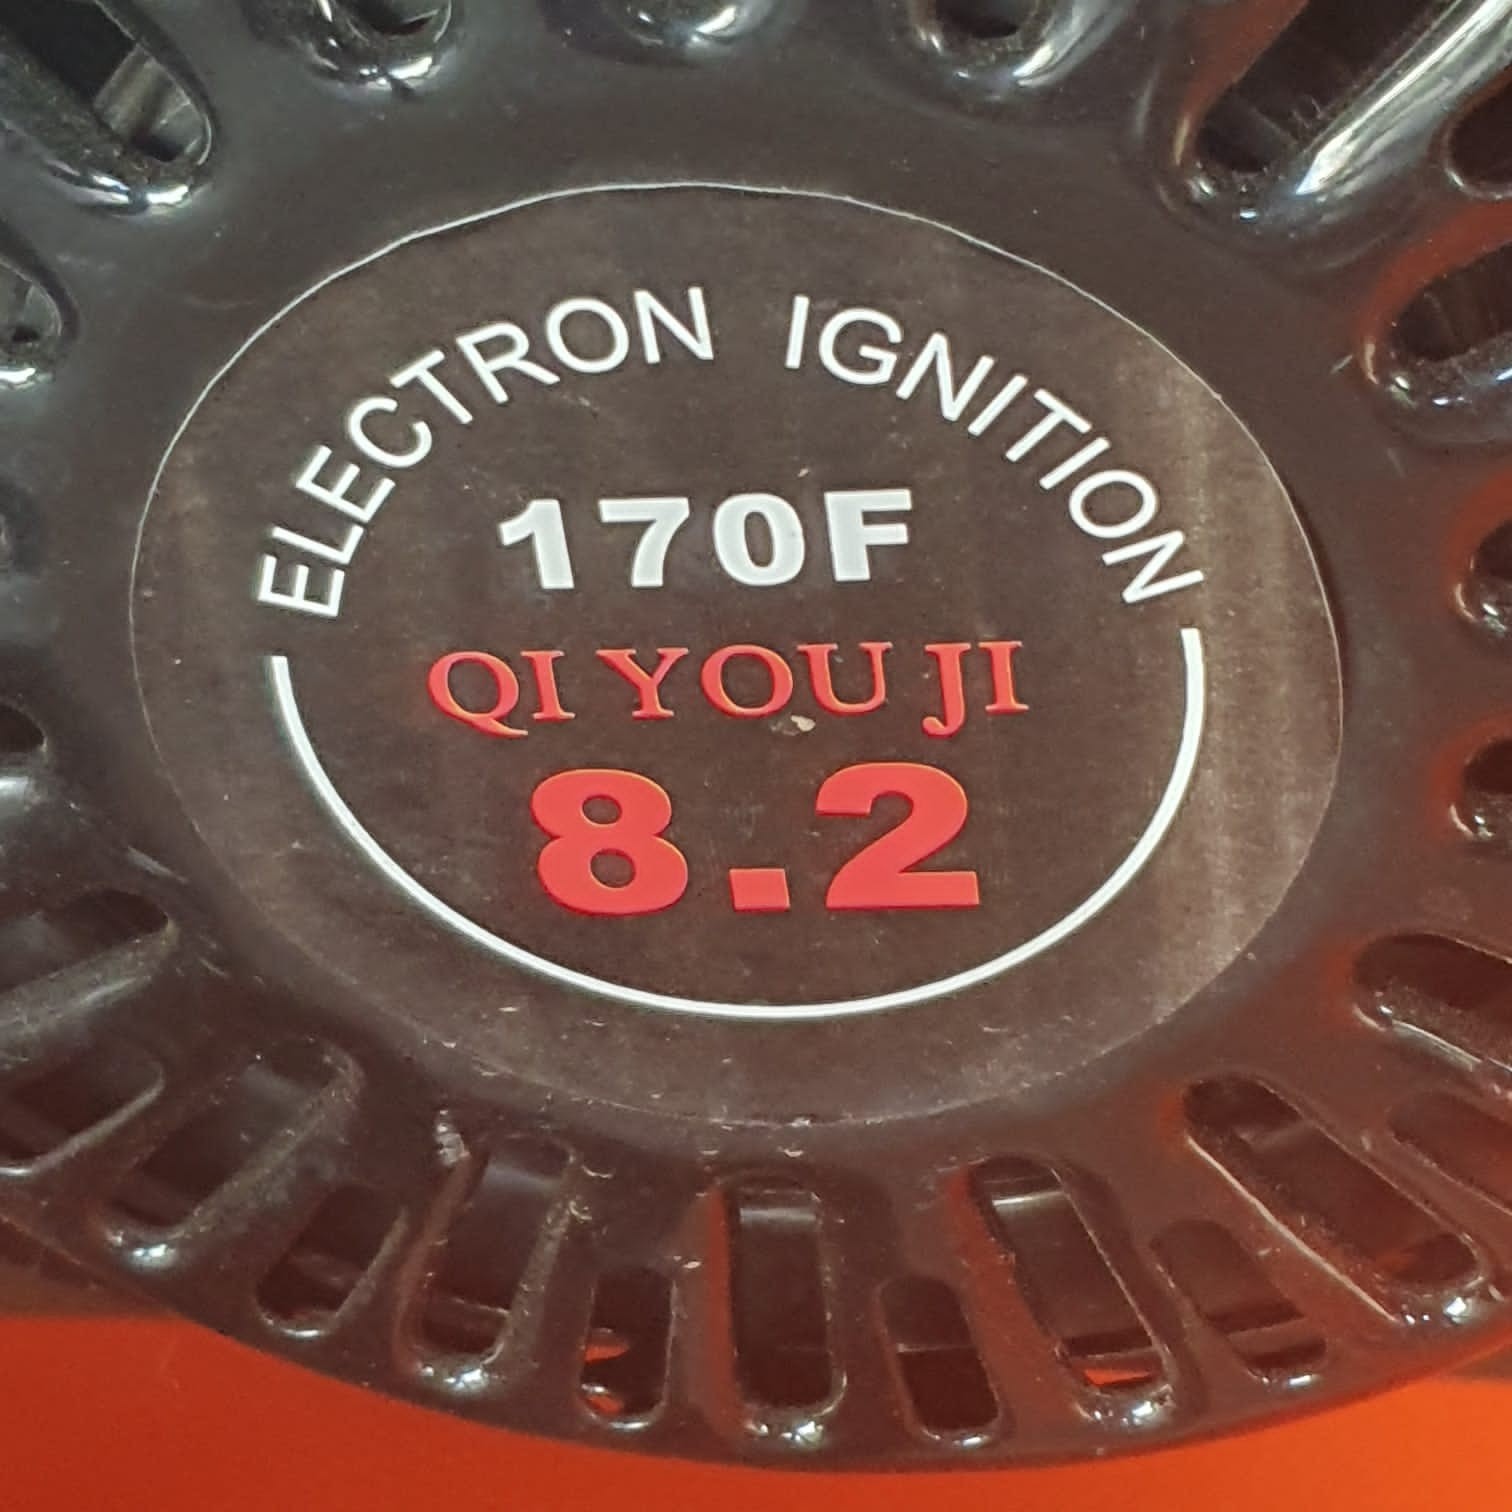 ELECTRON IGNITION
170F
QI YOU JI
8.2